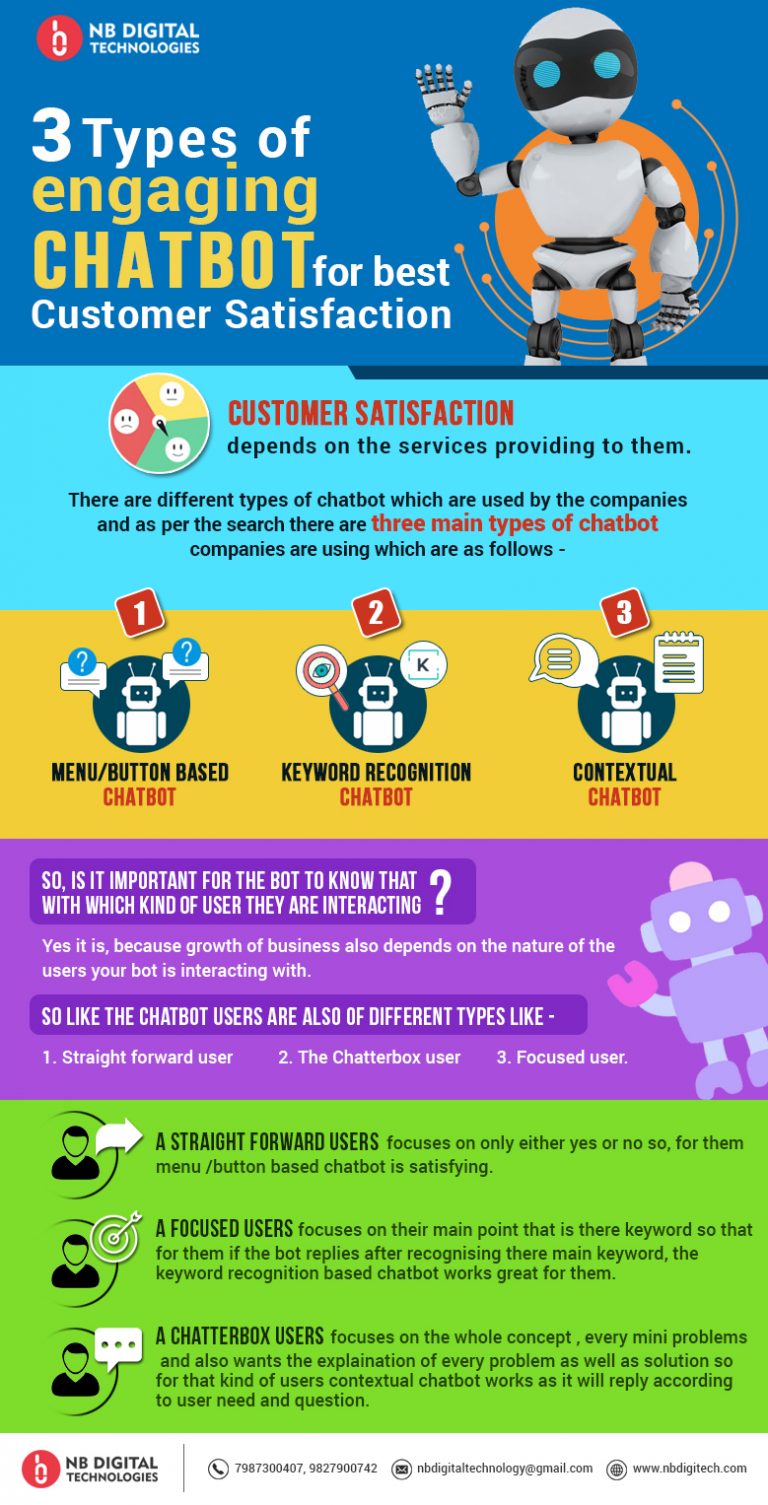 NB DIGITAL
TECHNOLOGIES
3 Types of
engaging
CHATBOT for best
Customer Satisfaction
CUSTOMER SATISFACTION
depends on the services providing to them.
There are different types of chatbot which are used by the companies
and as per the search there are three main types of chatbot
companies are using which are as follows -
1
2
3
?
?
K
MENU/BUTTON BASED
CHATBOT
KEYWORD RECOGNITION
CHATBOT
CONTEXTUAL
CHATBOT
SO, IS IT IMPORTANT FOR THE BOT TO KNOW THAT
WITH WHICH KIND OF USER THEY ARE INTERACTING ?
Yes it is, because growth of business also depends on the nature of the
users your bot is interacting with.
SO LIKE THE CHATBOT USERS ARE ALSO OF DIFFERENT TYPES LIKE -
1. Straight forward user 2. The Chatterbox user 3. Focused user.
A STRAIGHT FORWARD USERS focuses on only either yes or no so, for them
menu /button based chatbot is satisfying.
A FOCUSED USERS focuses on their main point that is there keyword so that
for them if the bot replies after recognising there main keyword, the
keyword recognition based chatbot works great for them.
A CHATTERBOX USERS focuses on the whole concept , every mini problems
and also wants the explaination of every problem as well as solution so
for that kind of users contextual chatbot works as it will reply according
to user need and question.
NB DIGITAL
TECHNOLOGIES
7987300407, 9827900742 nbdigitaltechnology@gmail.com www.nbdigitech.com